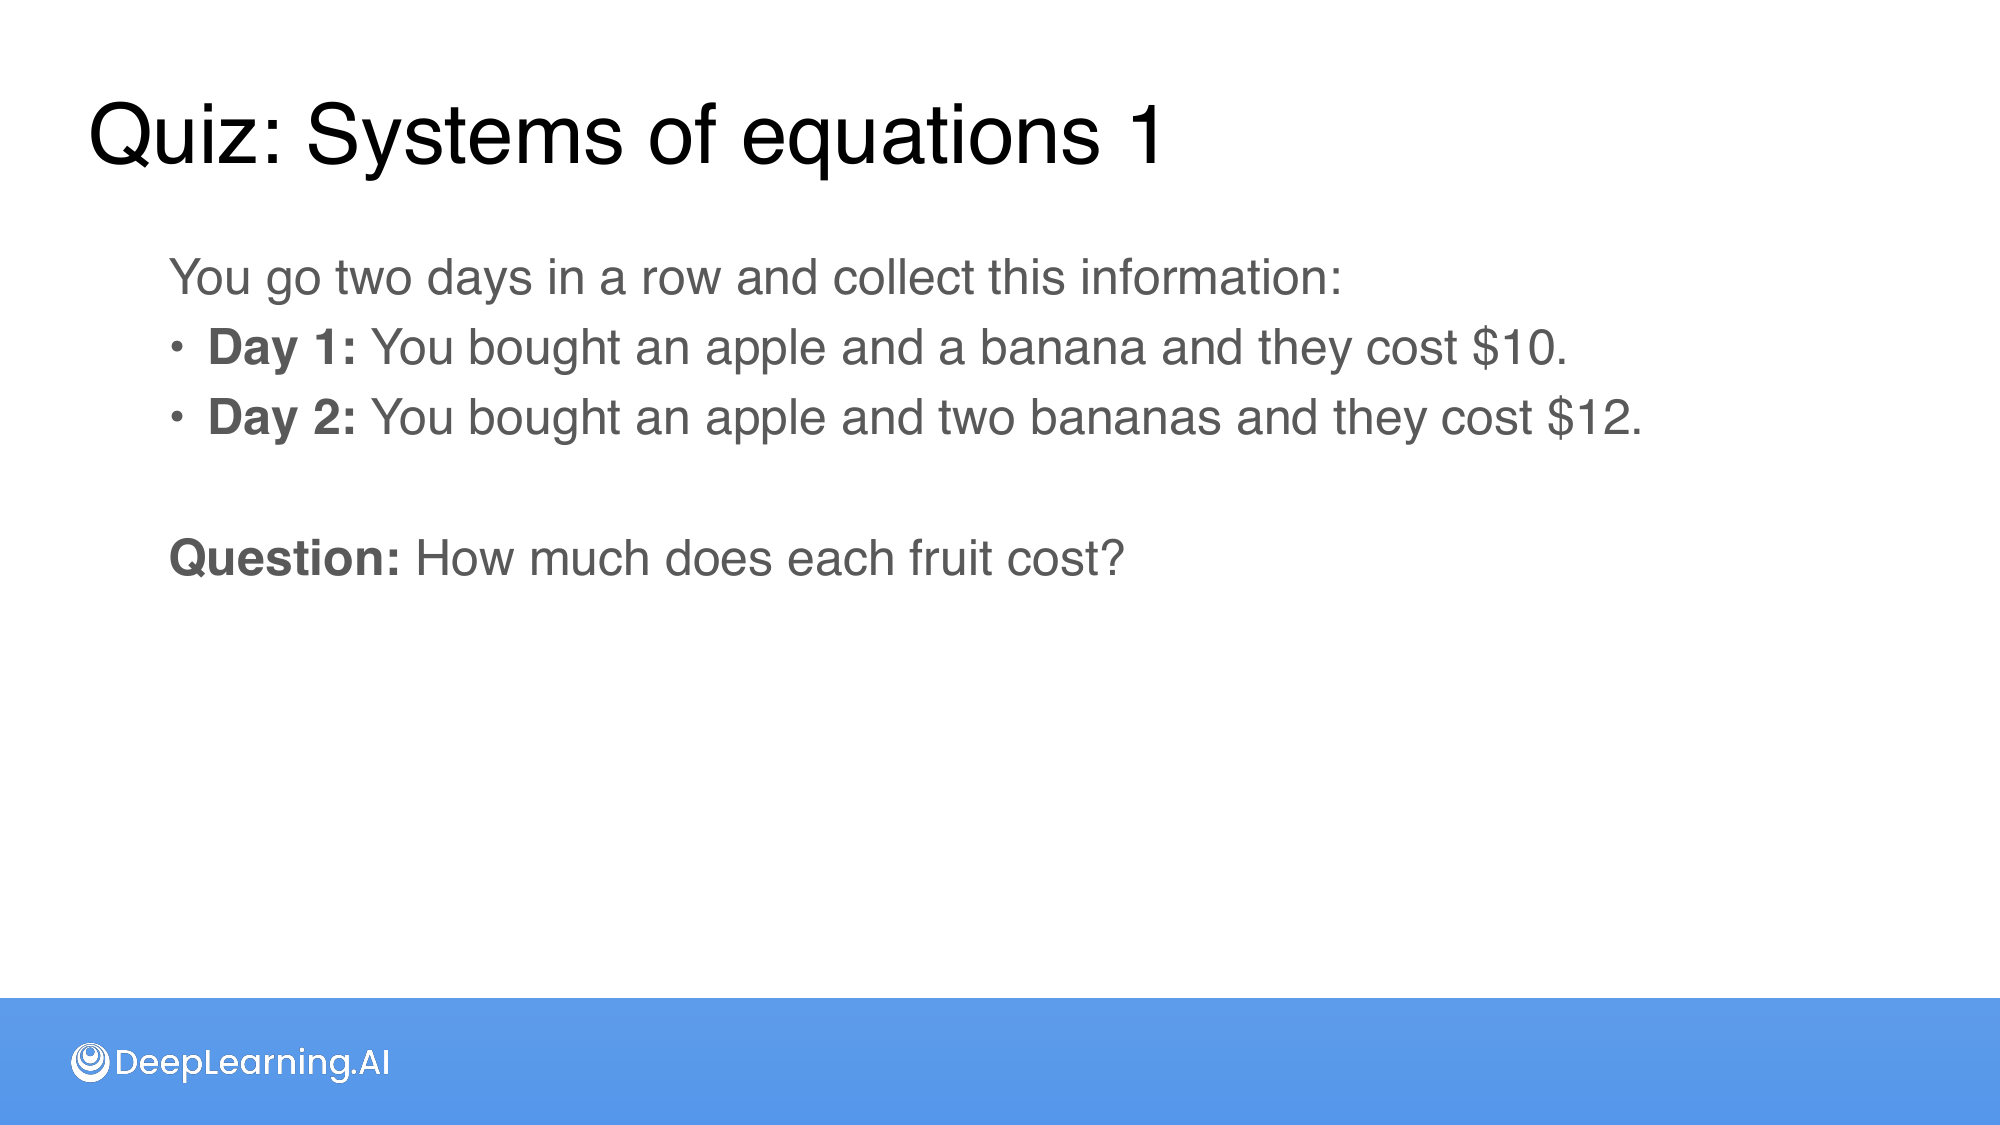 Quiz: Systems of equations 1
You go two days in a row and collect this information:
• Day 1: You bought an apple and a banana and they cost $10.
• Day 2: You bought an apple and two bananas and they cost $12.
Question: How much does each fruit cost?
DeepLearning.AI